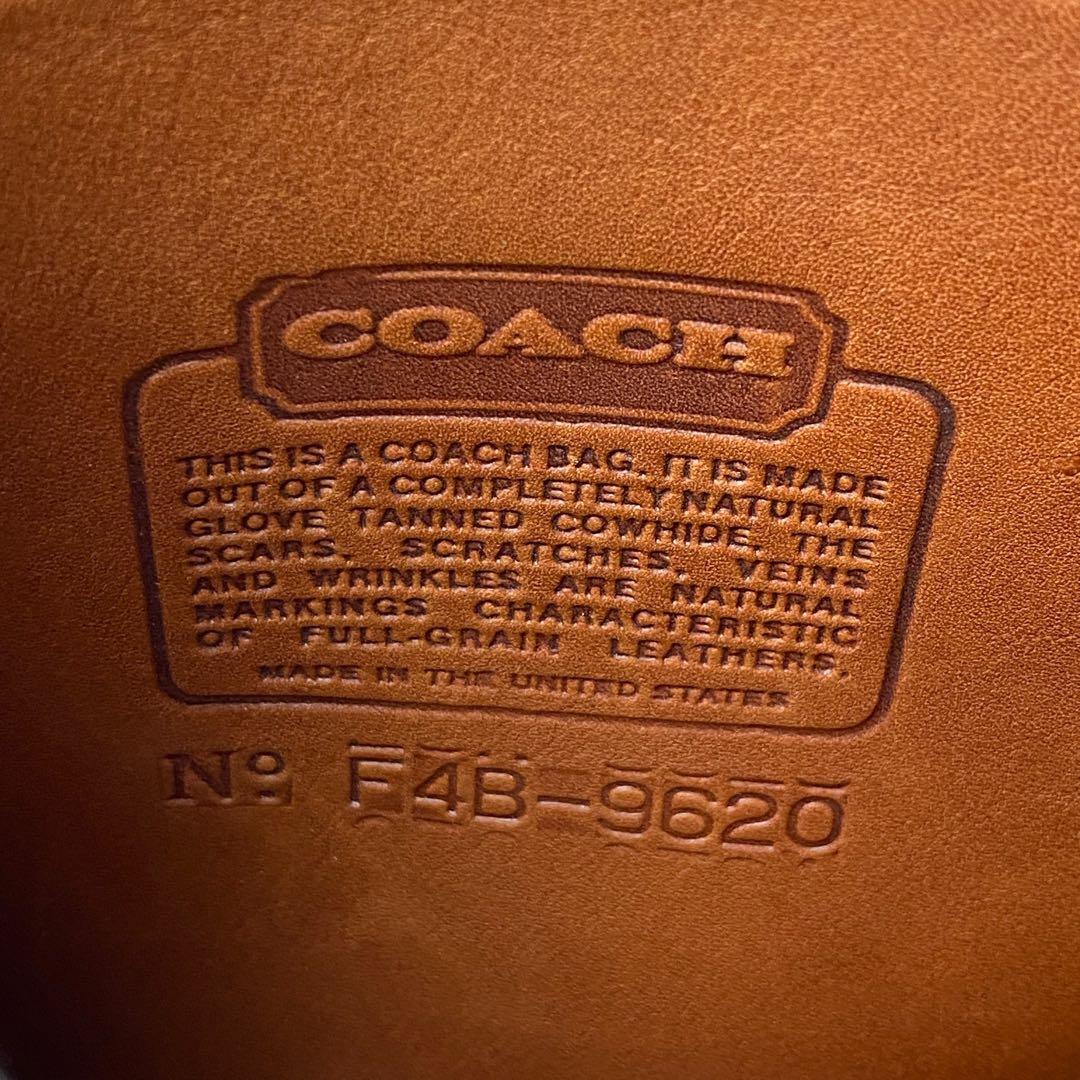 COACH
THIS IS A COACH BAG. IT IS MADE
OUT OF A COMPLETELY NATURAL
GLOVE TANNED COWHIDE. THE
SCARS, SCRATCHES, VEINS
AND WRINKLES ARE NATURAL
MARKINGS CHARACTERISTIC
OF FULL-GRAIN LEATHERS.
MADE IN THE UNITED STATES
Nº F4B-9620